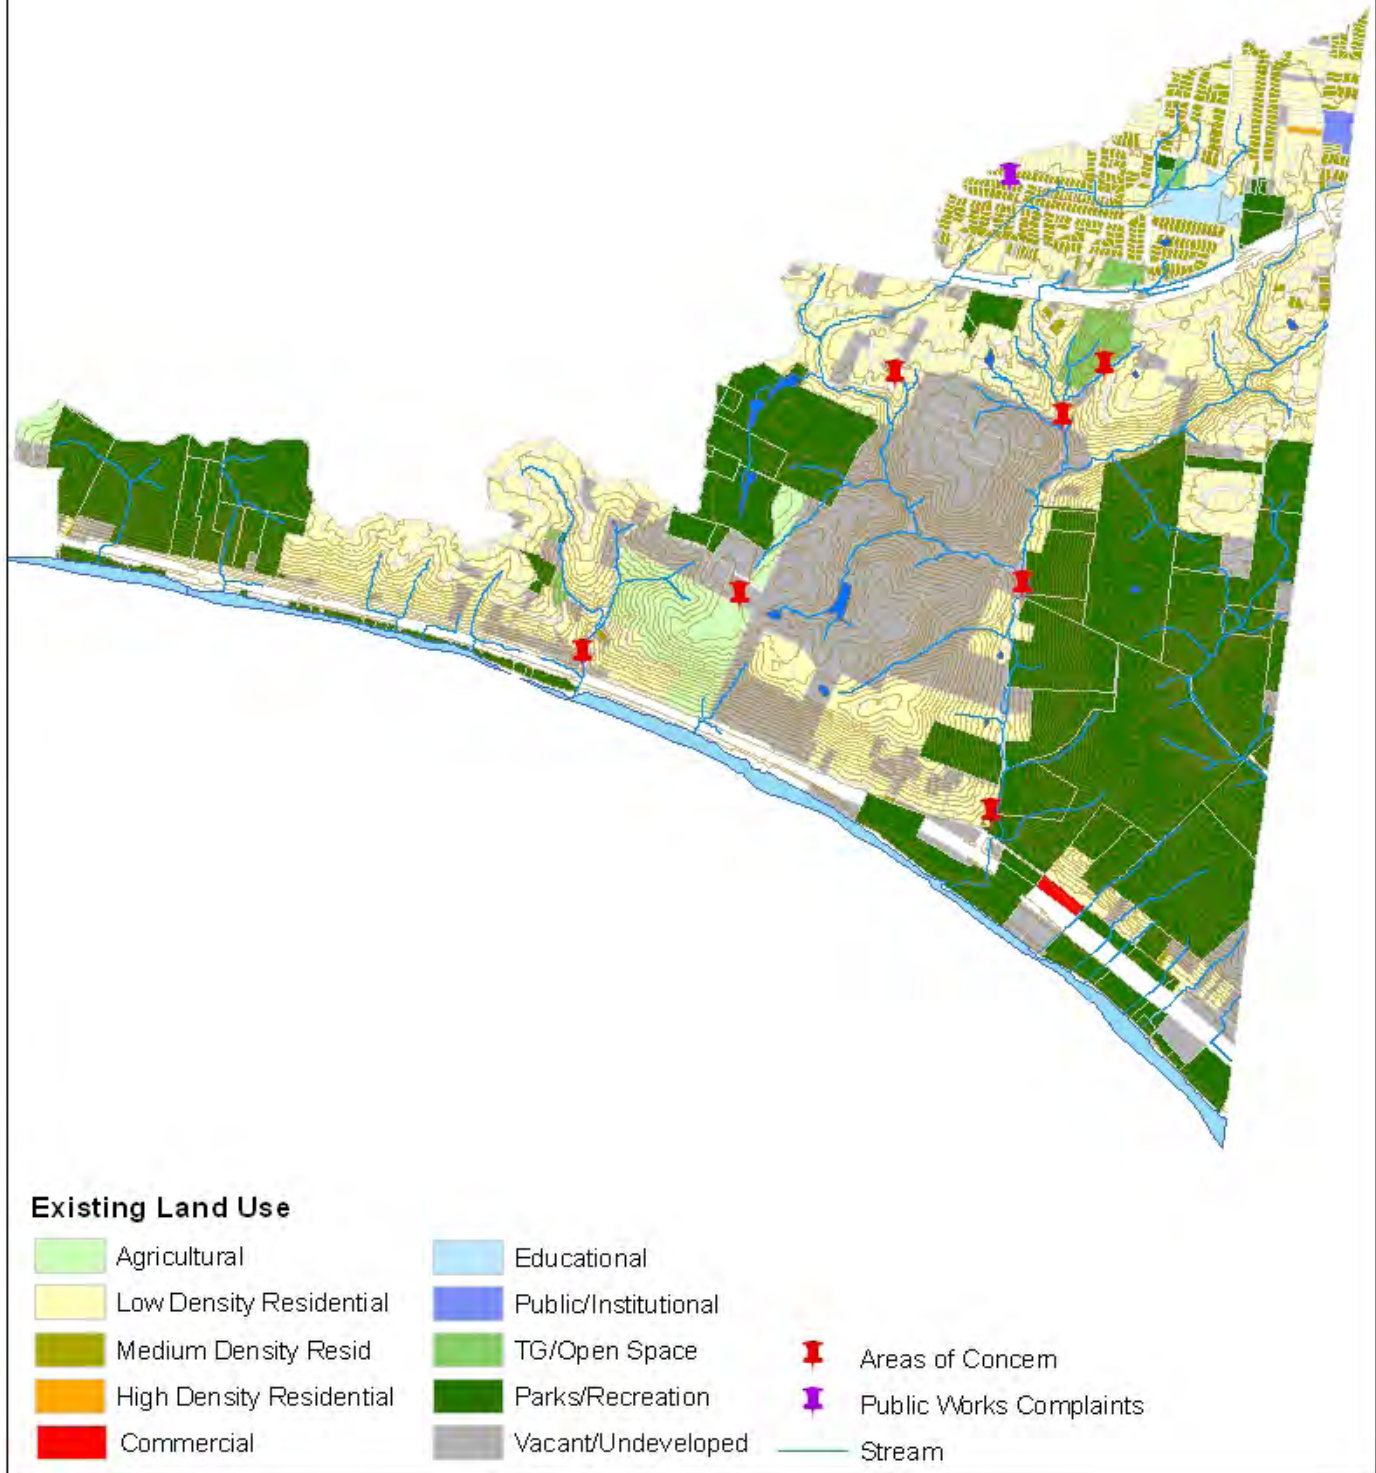 Existing Land Use
Agricultural
Low Density Residential
Medium Density Resid
High Density Residential
Commercial
Educational
Public/Institutional
TG/Open Space
Parks/Recreation
Vacant/Undeveloped
Areas of Concern
Public Works Complaints
Stream